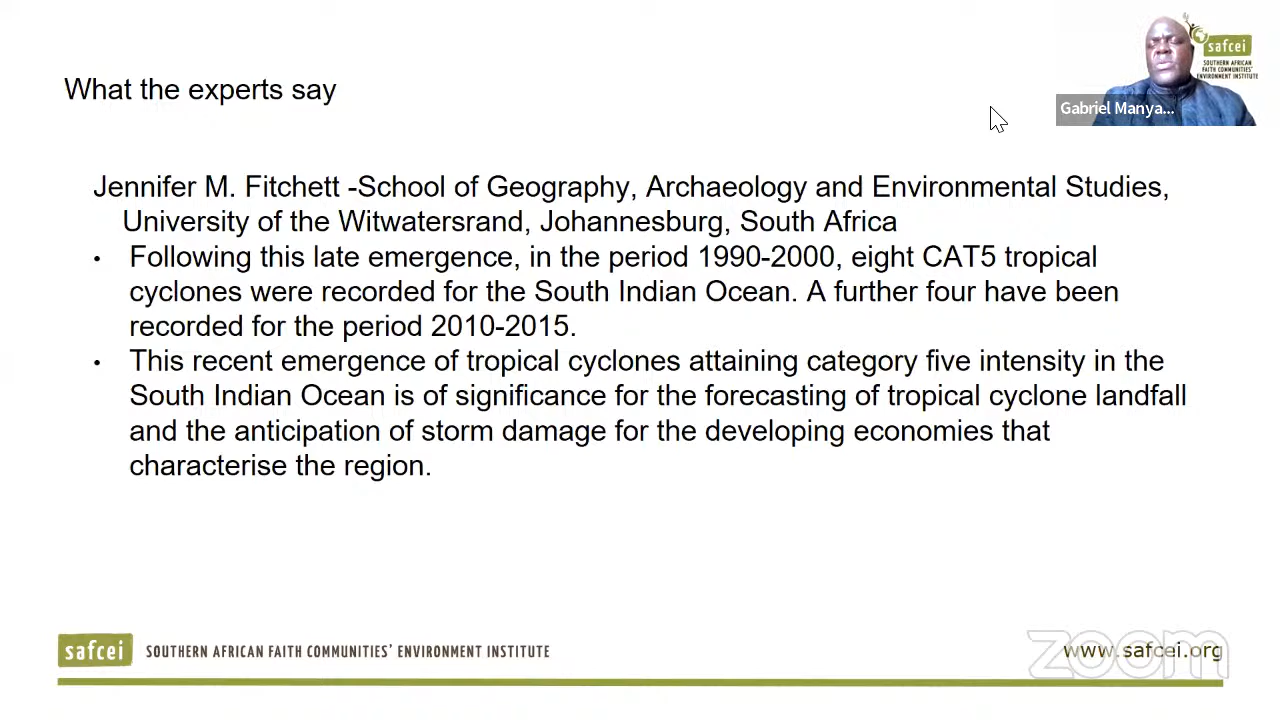 What the experts say
safcei
SOUTHERN AFRICAN
FAITH COMMUNITIES'
ENVIRONMENT INSTITUTE
Gabriel Manya...
Jennifer M. Fitchett -School of Geography, Archaeology and Environmental Studies,
University of the Witwatersrand, Johannesburg, South Africa
• Following this late emergence, in the period 1990-2000, eight CAT5 tropical
cyclones were recorded for the South Indian Ocean. A further four have been
recorded for the period 2010-2015.
• This recent emergence of tropical cyclones attaining category five intensity in the
South Indian Ocean is of significance for the forecasting of tropical cyclone landfall
and the anticipation of storm damage for the developing economies that
characterise the region.
safcei SOUTHERN AFRICAN FAITH COMMUNITIES' ENVIRONMENT INSTITUTE
www.safcei.org
zoom